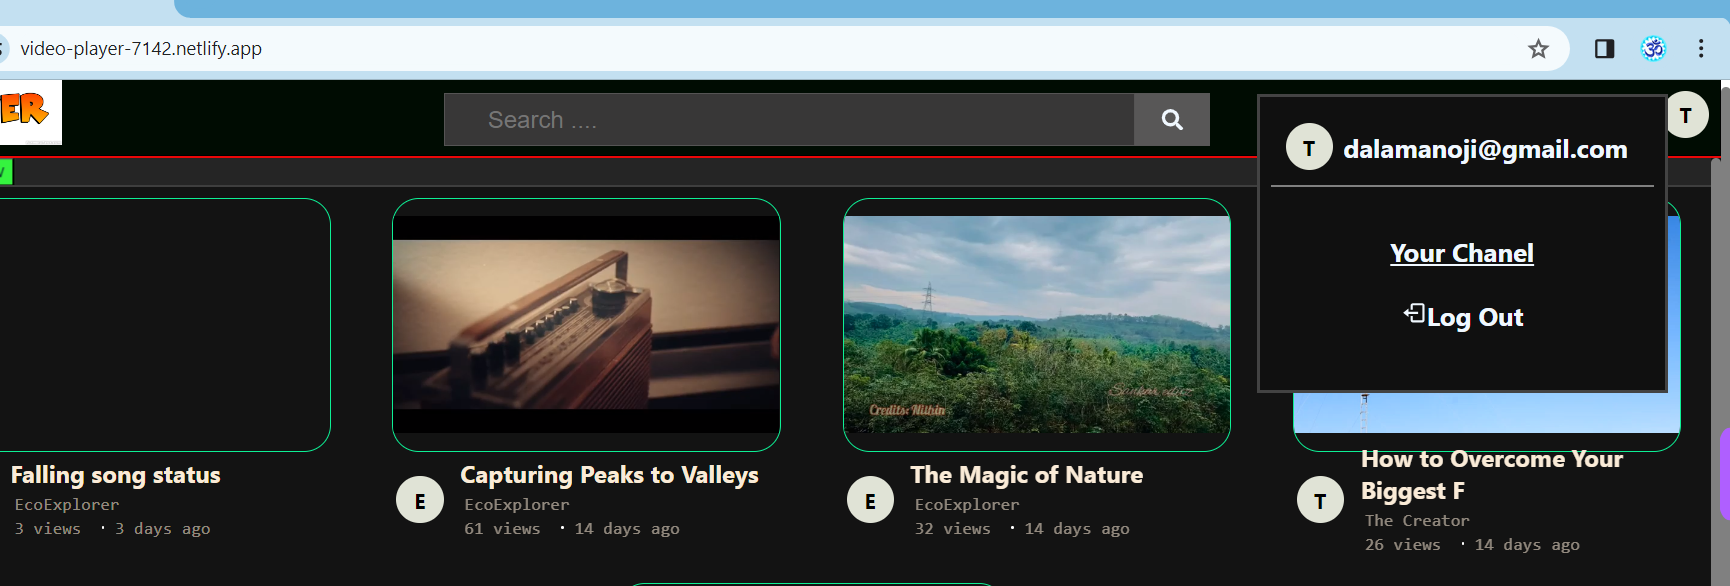 video-player-7142.netlify.app
ER
Search ....
T
T dalamanoji@gmail.com
Your Chanel
Log Out
Credits: Nithin
Falling song status
EcoExplorer
3 views · 3 days ago
E
Capturing Peaks to Valleys
EcoExplorer
61 views · 14 days ago
E
The Magic of Nature
EcoExplorer
32 views · 14 days ago
T
How to Overcome Your
Biggest F
The Creator
26 views · 14 days ago